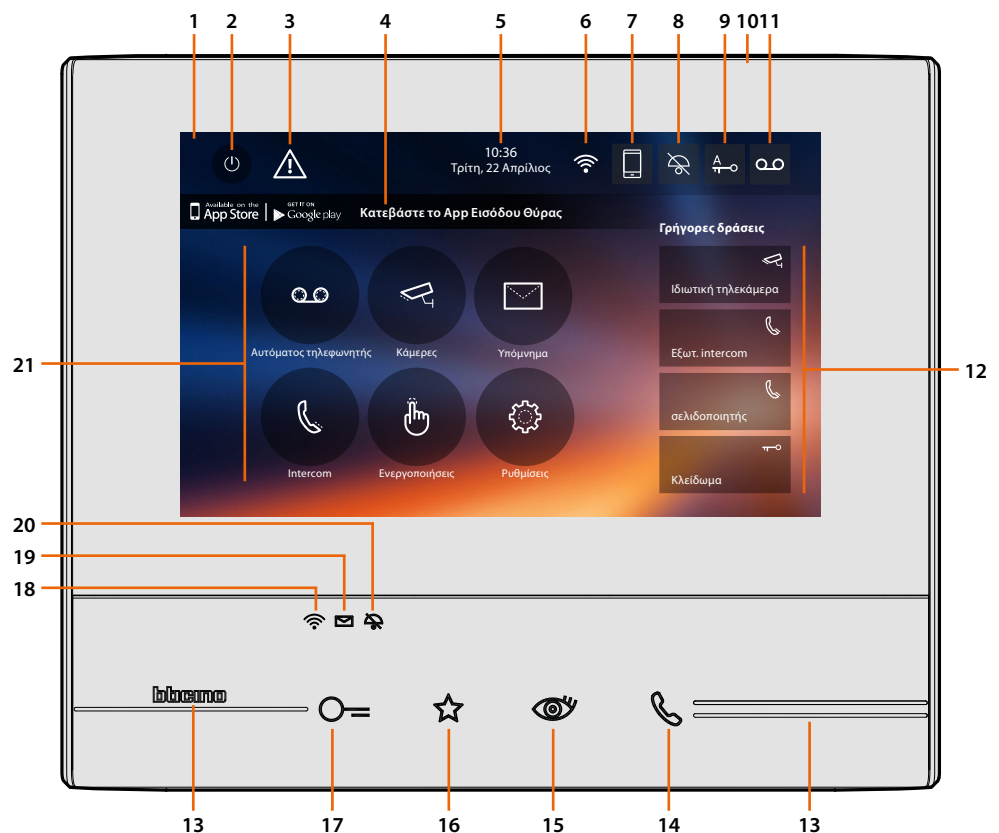 1 2 3 4 5 6 7 8 9 10 11
10:36
Τρίτη, 22 Απρίλιος
A
Available on the App Store
GET IT ON Google play
Κατεβάστε το App Εισόδου Θύρας
Γρήγορες δράσεις
Ιδιωτική τηλεκάμερα
Αυτόματος τηλεφωνητής
Κάμερες
Υπόμνημα
Εξωτ. intercom
21
12
σελιδοποιητής
Intercom
Ενεργοποιήσεις
Ρυθμίσεις
Κλείδωμα
20
19
18
bticino
13 17 16 15 14 13